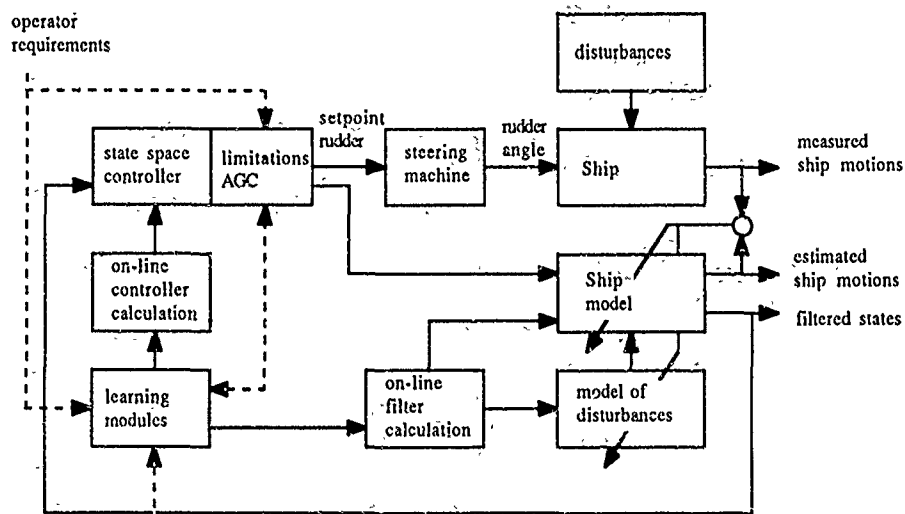 operator
requirements
disturbances
setpoint
rudder
rudder
angle
state space
controller
limitations
AGC
steering
machine
Ship
measured
ship motions
on-line
controller
calculation
Ship
model
estimated
ship motions
filtered states
learning
modules
on-line
filter
calculation
model of
disturbances